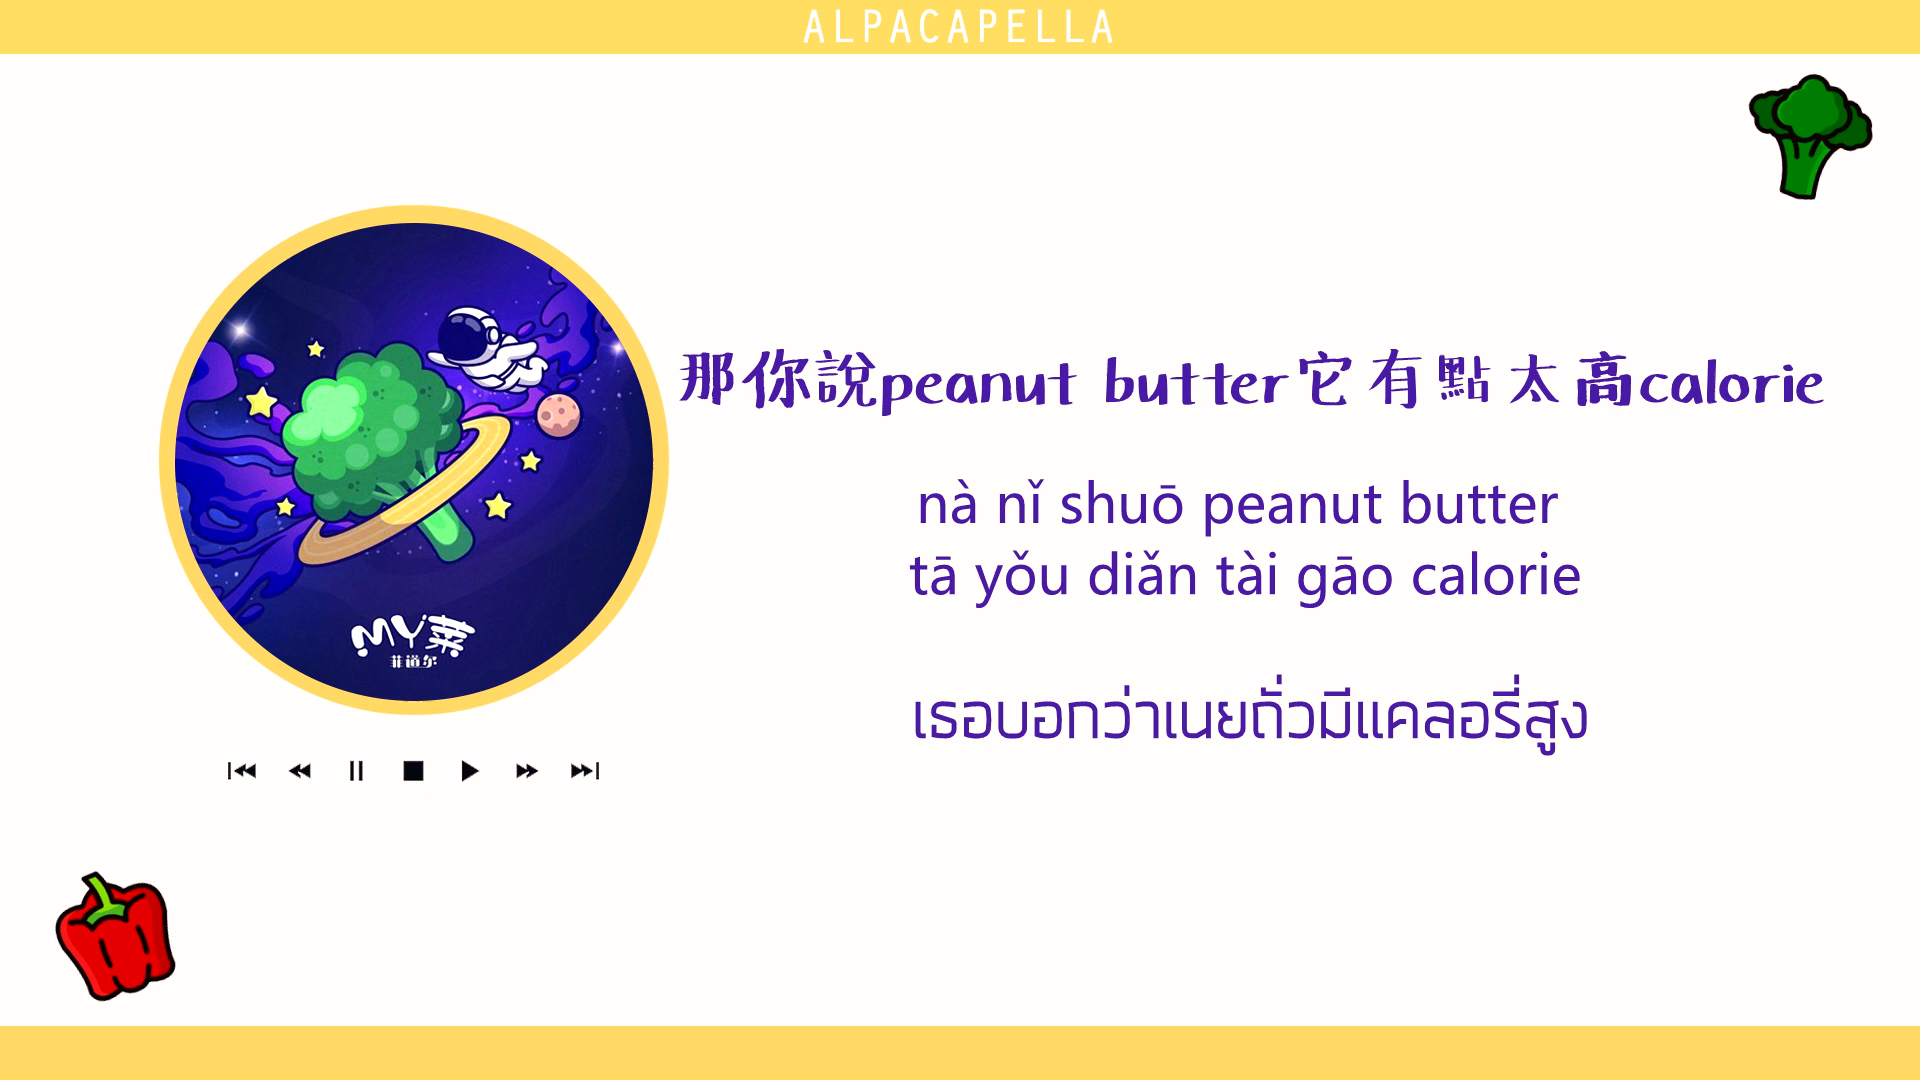 ALPACAPELLA
那你說peanut butter它有點太高calorie
nà nǐ shuō peanut butter
tā yǒu diǎn tài gāo calorie
เธอบอกว่าเนยถั่วมีแคลอรี่สูง
MY菜
菲道尔